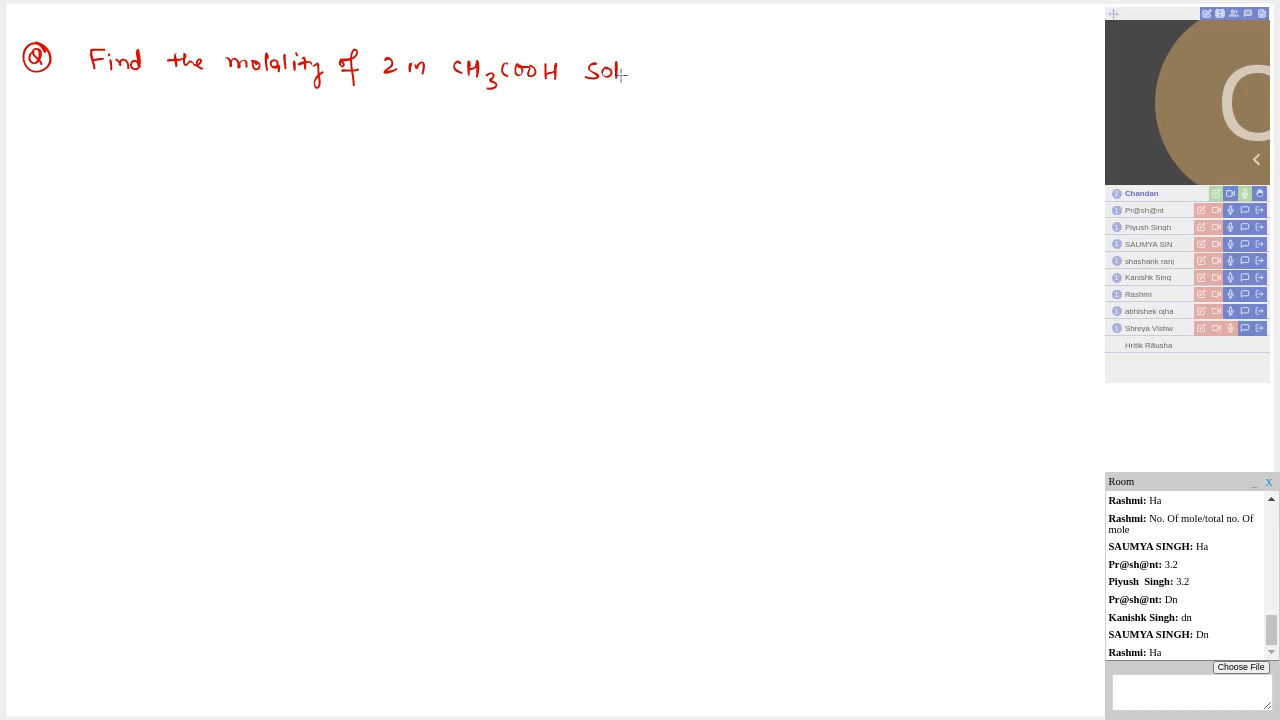 Q Find the molality of 2 m CH3COOH Sol
C
Chandan
Pr@sh@nt
Piyush Singh
SAUMYA SIN
shashank ranj
Kanishk Sing
Rashmi
abhishek ojha
Shreya Vishw
Hritik Räusha
Room _ X
Rashmi: Ha
Rashmi: No. Of mole/total no. Of
mole
SAUMYA SINGH: Ha
Pr@sh@nt: 3.2
Piyush Singh: 3.2
Pr@sh@nt: Dn
Kanishk Singh: dn
SAUMYA SINGH: Dn
Rashmi: Ha
Choose File